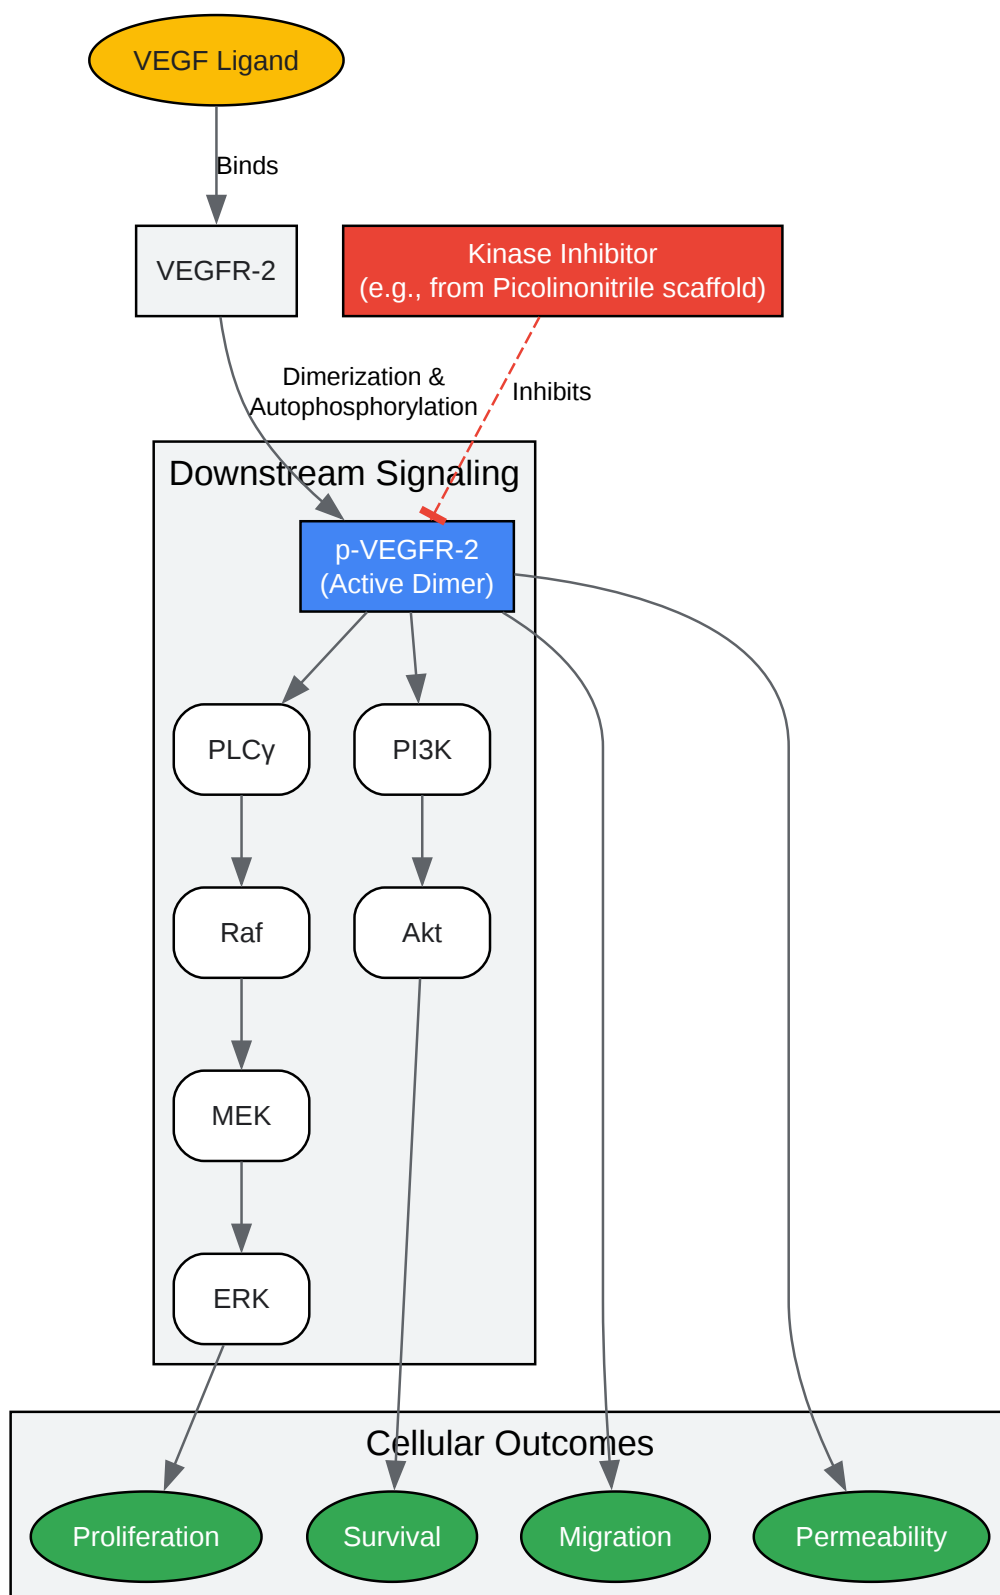 VEGF Ligand
Binds
VEGFR-2
Kinase Inhibitor
(e.g., from Picolinonitrile scaffold)
Dimerization &
Autophosphorylation
Inhibits
Downstream Signaling
p-VEGFR-2
(Active Dimer)
PLCγ
PI3K
Raf
Akt
MEK
ERK
Cellular Outcomes
Proliferation
Survival
Migration
Permeability